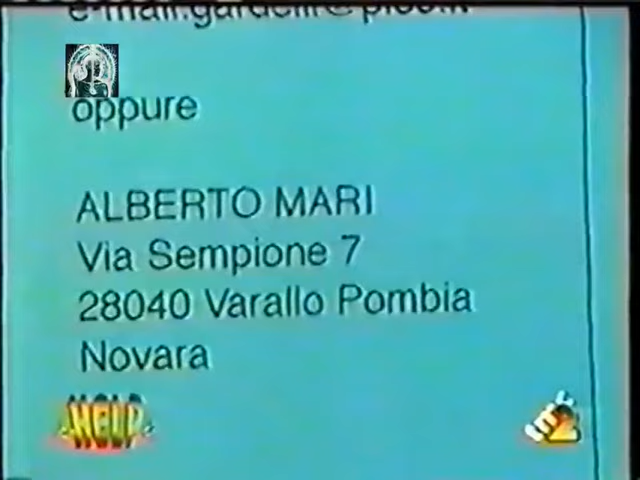 oppure
ALBERTO MARI
Via Sempione 7
28040 Varallo Pombia
Novara
HELP